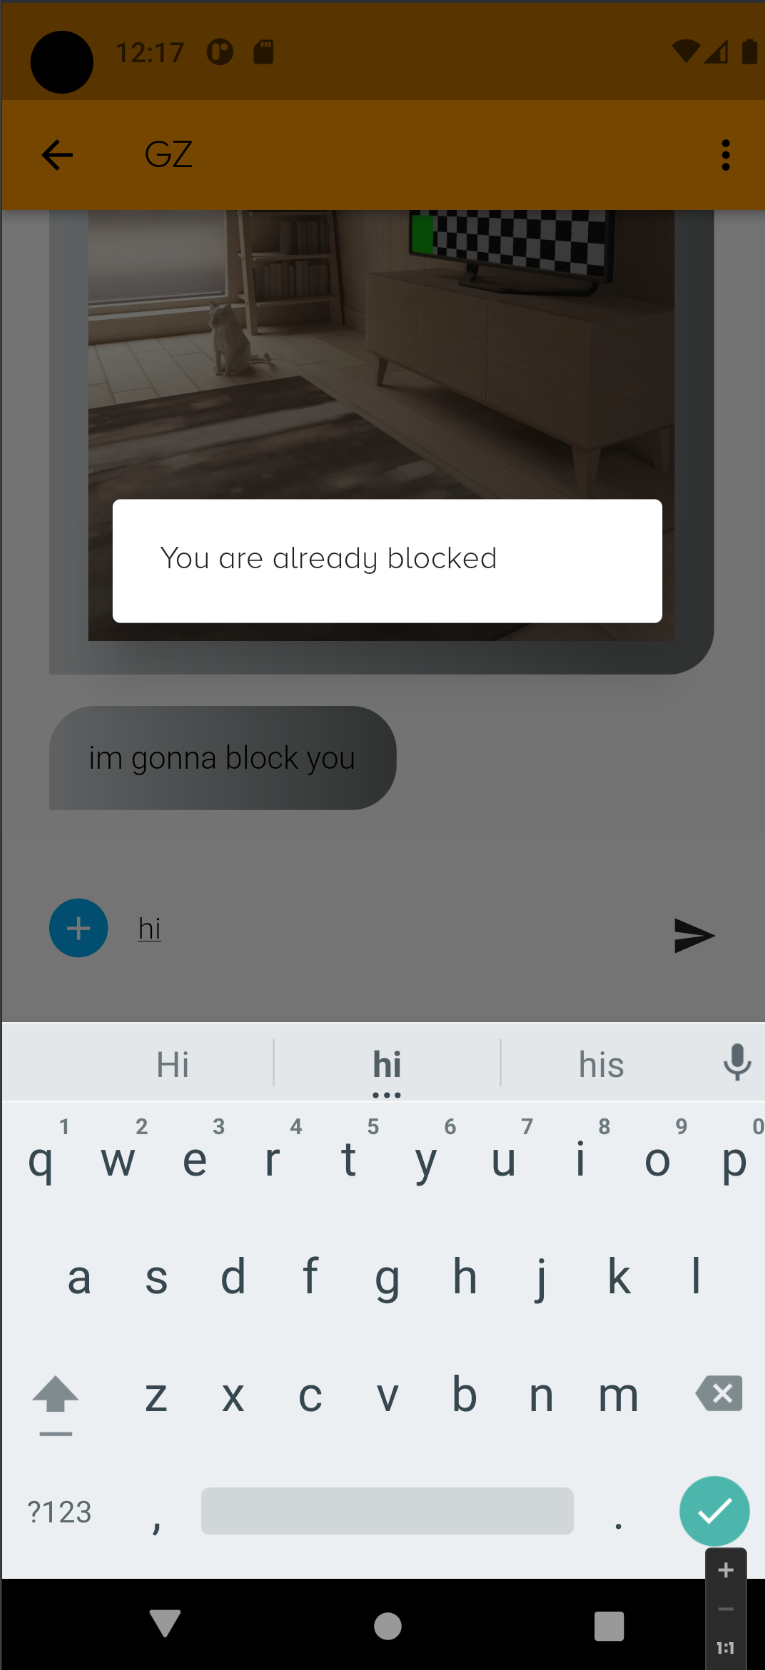 12:17
GZ
You are already blocked
im gonna block you
hi
Hi hi his
1 2 3 4 5 6 7 8 9 0
q w e r t y u i o p
a s d f g h j k l
z x c v b n m
?123 , .
1:1